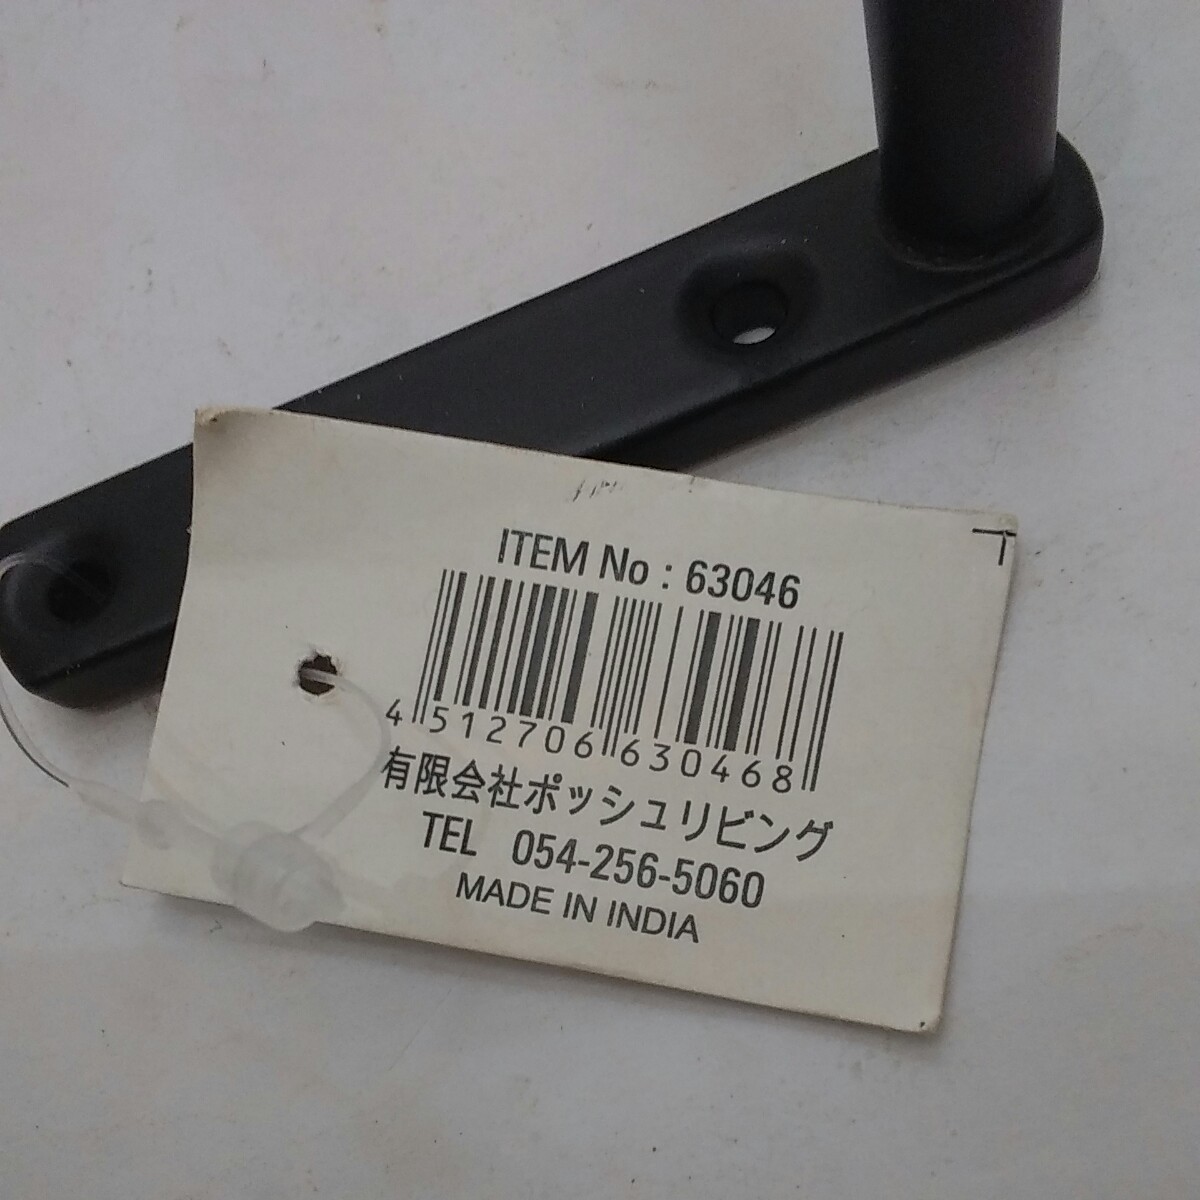 ITEM No : 63046
4 512706 630468
有限会社ポッシュリビング
TEL 054-256-5060
MADE IN INDIA